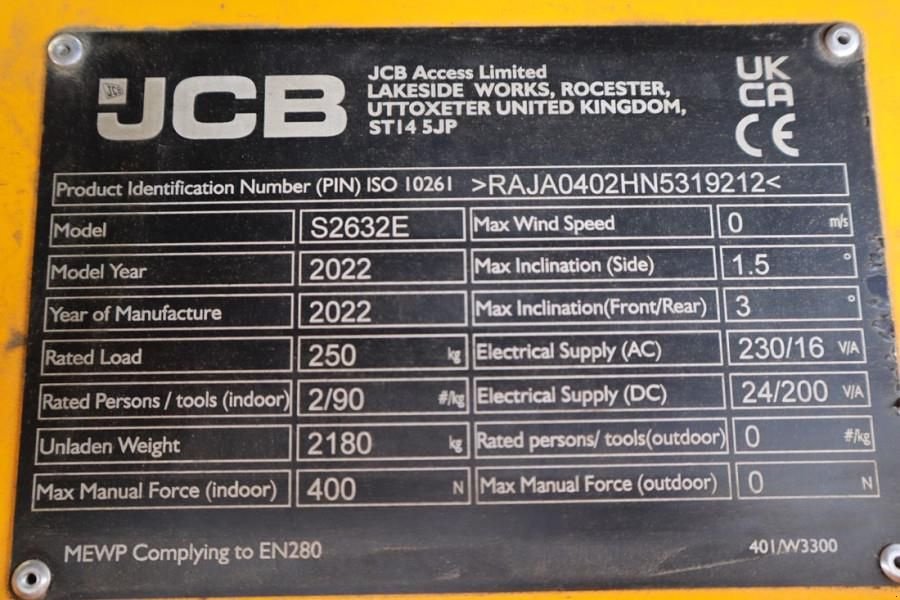 JCB
JCB
JCB Access Limited
LAKESIDE WORKS, ROCESTER,
UTTOXETER UNITED KINGDOM,
ST14 5JP
UK
CA
CE
Product Identification Number (PIN) ISO 10261 >RAJA0402HN5319212<
Model S2632E Max Wind Speed 0 m/s
Model Year 2022 Max Inclination (Side) 1.5 °
Year of Manufacture 2022 Max Inclination(Front/Rear) 3 °
Rated Load 250 kg Electrical Supply (AC) 230/16 V/A
Rated Persons / tools (indoor) 2/90 #/kg Electrical Supply (DC) 24/200 V/A
Unladen Weight 2180 kg Rated persons/ tools(outdoor) 0 #/kg
Max Manual Force (indoor) 400 N Max Manual Force (outdoor) 0 N
MEWP Complying to EN280 401/W3300